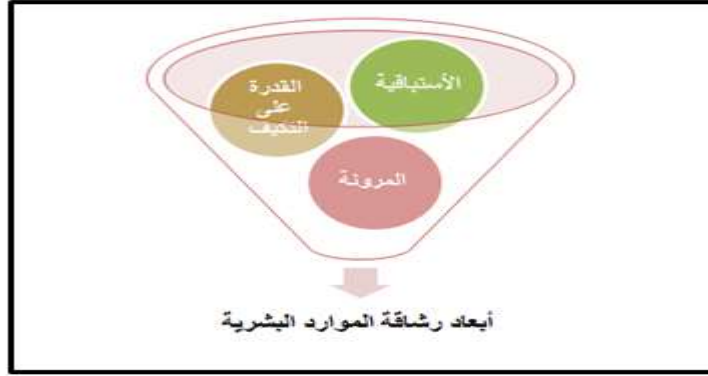 الأستباقية
القدرة
على
التكيف
المرونة
أبعاد رشاقة الموارد البشرية